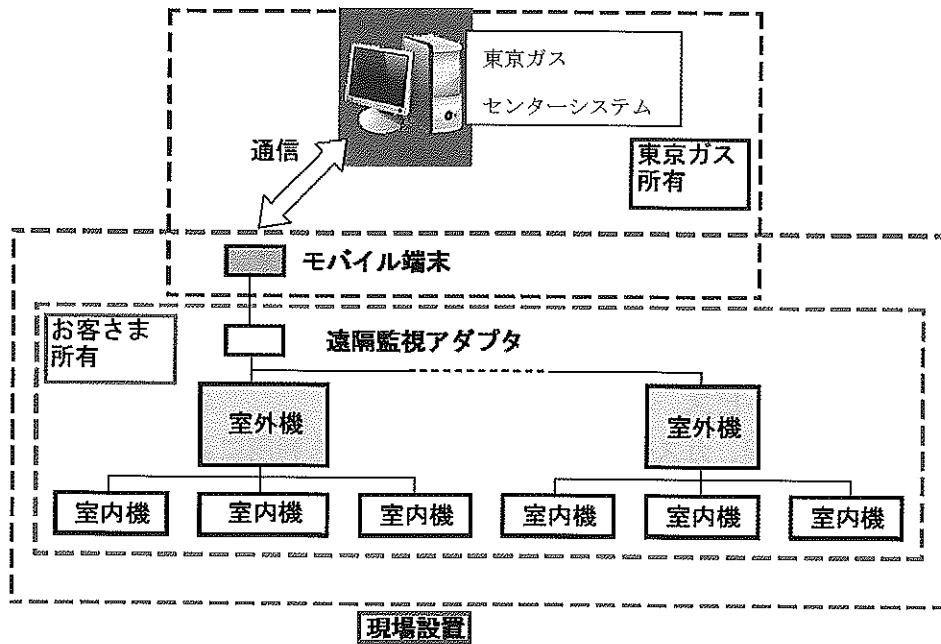 東京ガス
センターシステム
通信
東京ガス
所有
モバイル端末
お客さま
所有
遠隔監視アダプタ
室外機
室外機
室内機
室内機
室内機
室内機
室内機
室内機
現場設置